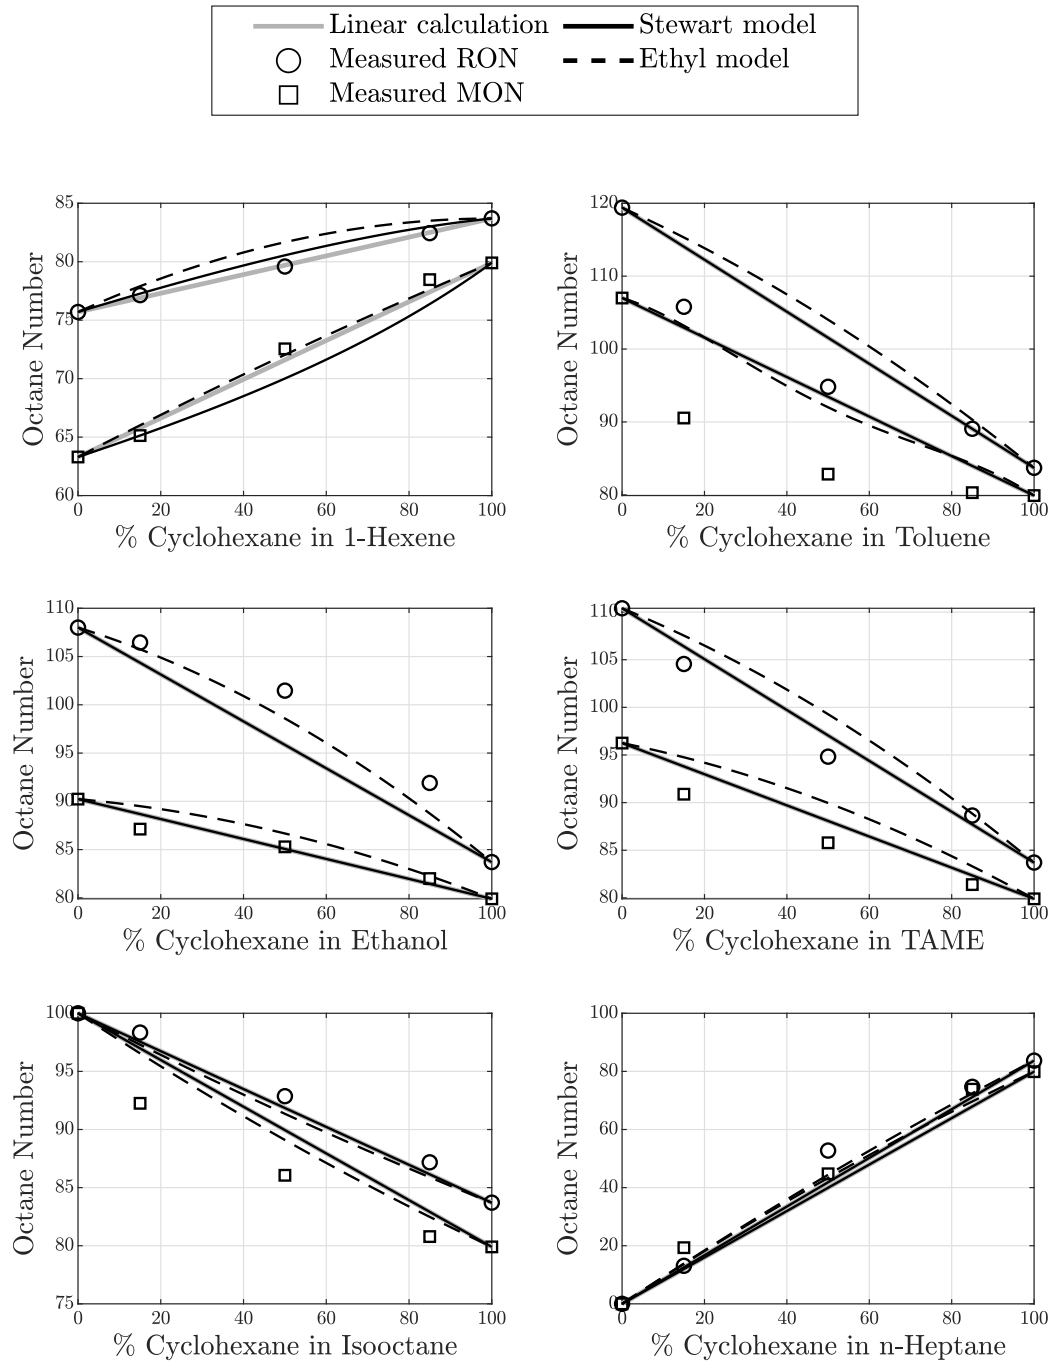 Linear calculation Stewart model
Measured RON Ethyl model
Measured MON
85
80
75
70
65
60
0 20 40 60 80 100
Octane Number
% Cyclohexane in 1-Hexene
120
110
100
90
80
0 20 40 60 80 100
Octane Number
% Cyclohexane in Toluene
110
105
100
95
90
85
80
0 20 40 60 80 100
Octane Number
% Cyclohexane in Ethanol
110
105
100
95
90
85
80
0 20 40 60 80 100
Octane Number
% Cyclohexane in TAME
100
95
90
85
80
75
0 20 40 60 80 100
Octane Number
% Cyclohexane in Isooctane
100
80
60
40
20
0
0 20 40 60 80 100
Octane Number
% Cyclohexane in n-Heptane